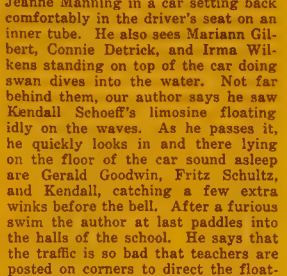 Jeanne Manning in a car setting back
comfortably in the driver's seat on an
inner tube. He also sees Mariann Gil-
bert, Connie Detrick, and Irma Wil-
kens standing on top of the car doing
swan dives into the water. Not far
behind them, our author says he saw
Kendall Schoeff's limosine floating
idly on the waves. As he passes it,
he quickly looks in and there lying
on the floor of the car sound asleep
are Gerald Goodwin, Fritz Schultz,
and Kendall, catching a few extra
winks before the bell. After a furious
swim the author at last paddles into
the halls of the school. He says that
the traffic is so bad that teachers are
posted on corners to direct the float-